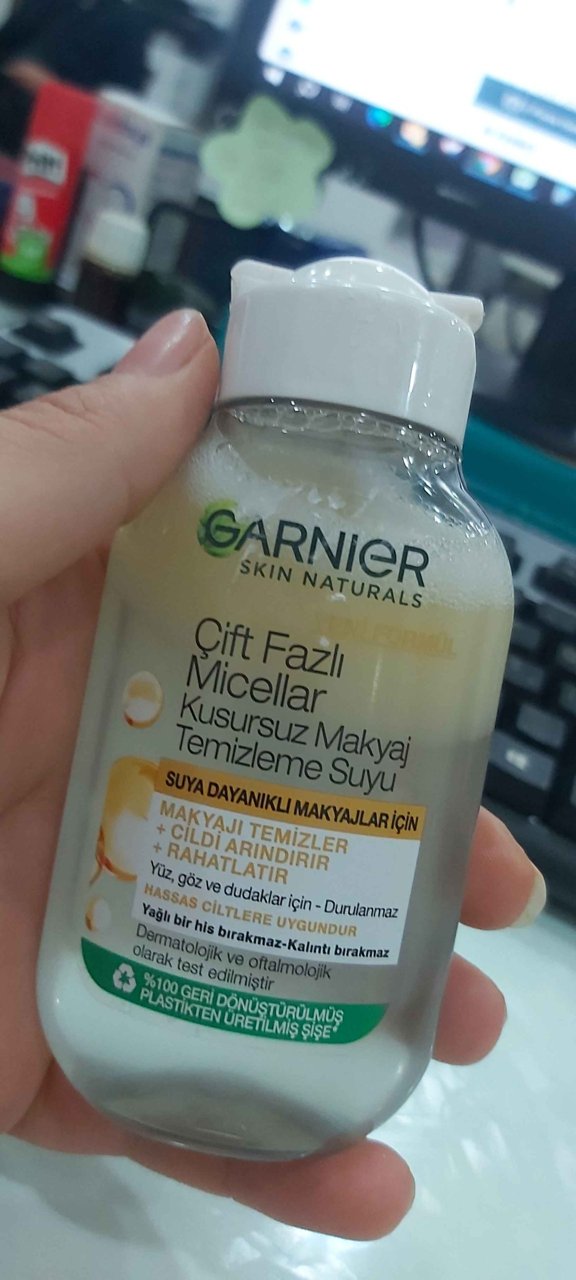 GARNIER
SKIN NATURALS
YENİ FORMÜL
Çift Fazlı
Micellar
Kusursuz Makyaj
Temizleme Suyu
SUYA DAYANIKLI MAKYAJLAR İÇİN
MAKYAJI TEMİZLER
+ CİLDİ ARINDIRIR
+ RAHATLATIR
Yüz, göz ve dudaklar için - Durulanmaz
HASSAS CİLTLERE UYGUNDUR
Yağlı bir his bırakmaz-Kalıntı bırakmaz
Dermatolojik ve oftalmolojik
olarak test edilmiştir
%100 GERİ DÖNÜŞTÜRÜLMÜŞ
PLASTİKTEN ÜRETİLMİŞ ŞİŞE*